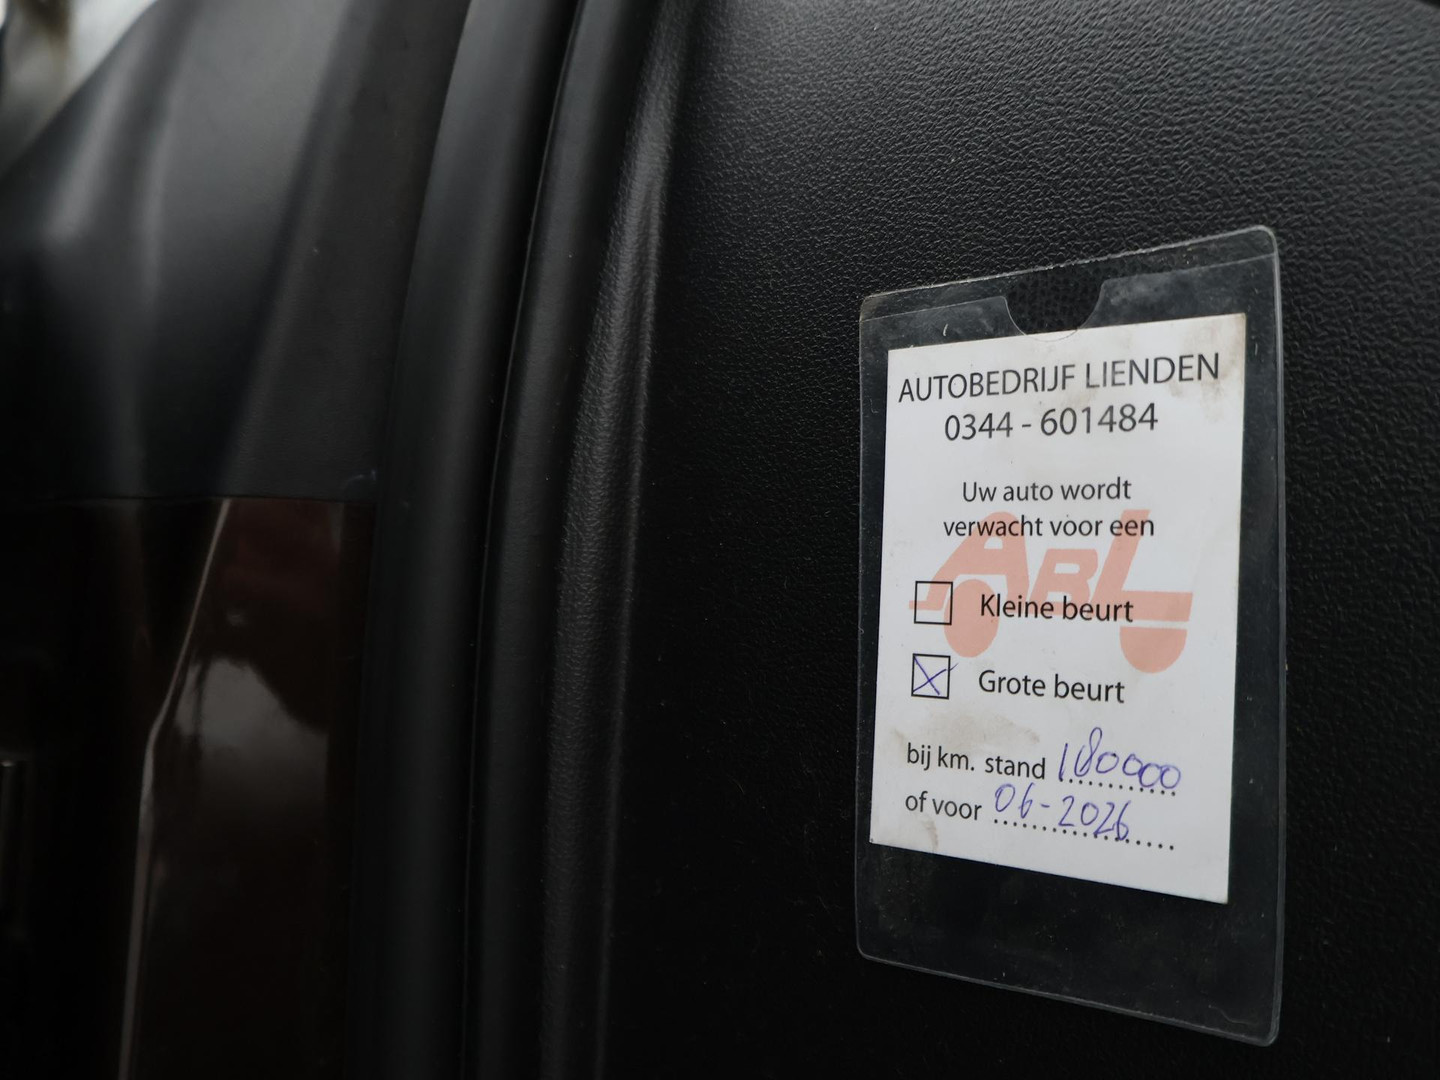 AUTOBEDRIJF LIENDEN
0344 - 601484
Uw auto wordt
verwacht voor een
ABL
Kleine beurt
Grote beurt
bij km. stand 180000
of voor 06-2026